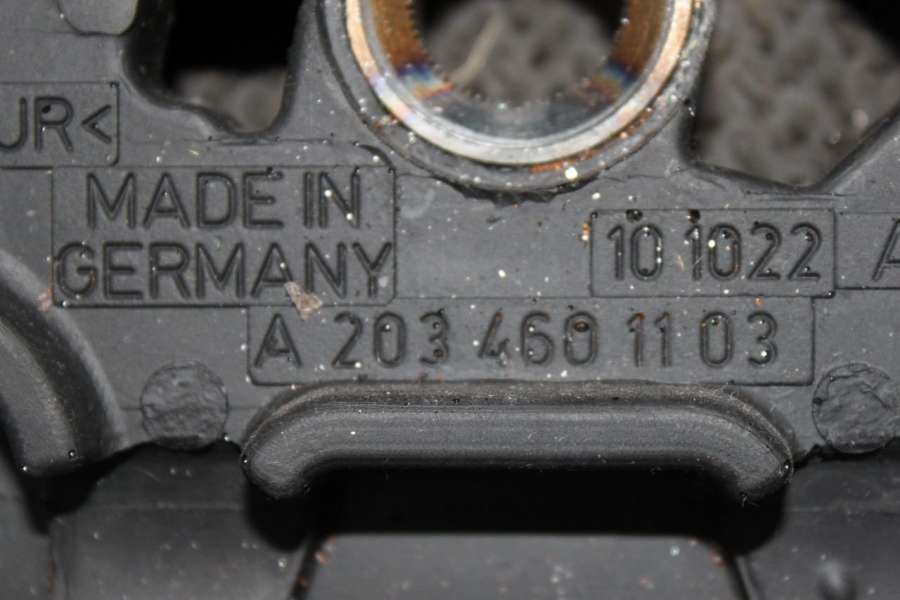 UR<
MADE IN
GERMANY
10 1022
A
A 203 460 11 03